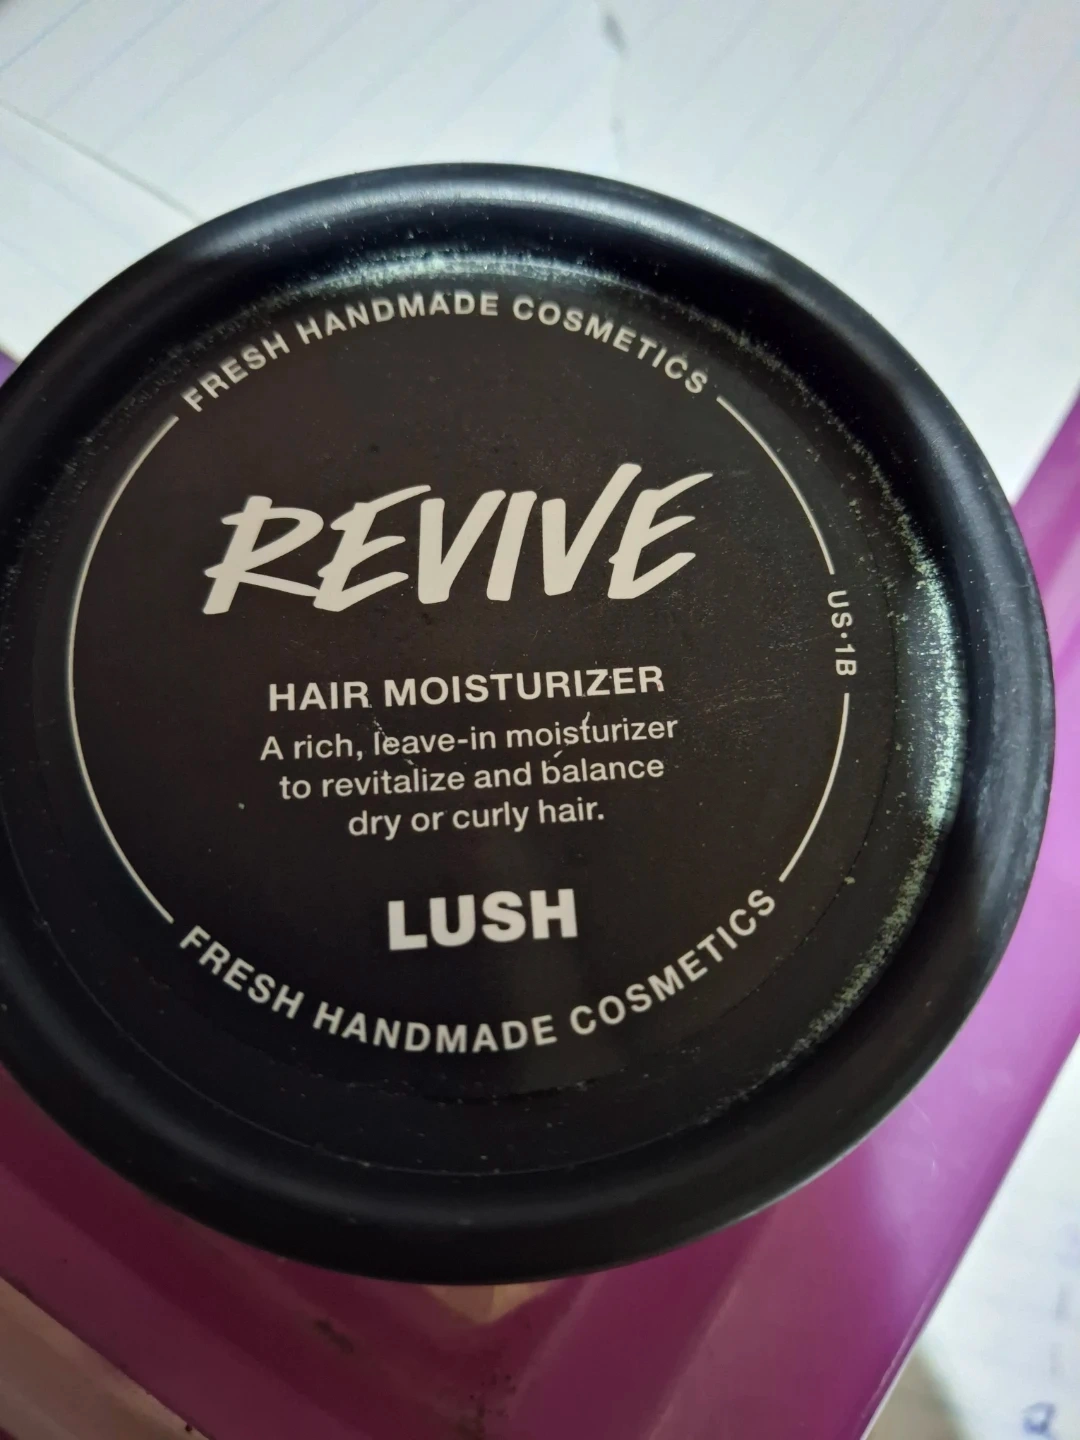 FRESH HANDMADE COSMETICS
REVIVE
US·1B
HAIR MOISTURIZER
A rich, leave-in moisturizer
to revitalize and balance
dry or curly hair.
LUSH
FRESH HANDMADE COSMETICS